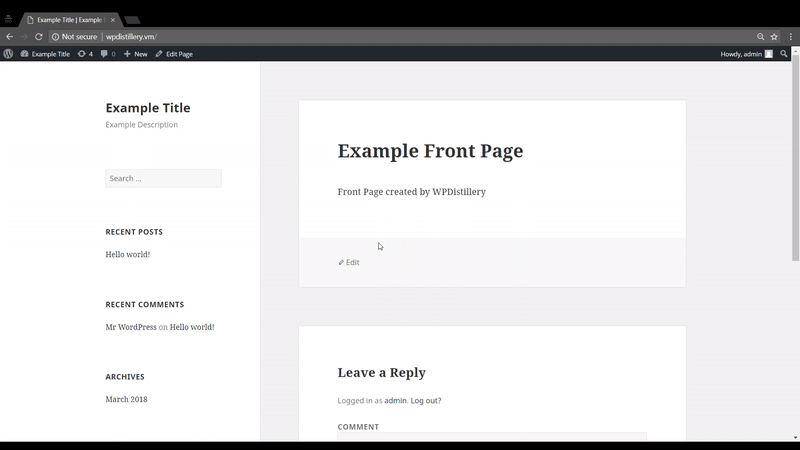 Example Title | Example
Not secure | wpdistillery.vm/
Example Title 4 0 New Edit Page Howdy, admin
Example Title
Example Description
Search ...
RECENT POSTS
Hello world!
RECENT COMMENTS
Mr WordPress on Hello world!
ARCHIVES
March 2018
Example Front Page
Front Page created by WPDistillery
Edit
Leave a Reply
Logged in as admin. Log out?
COMMENT